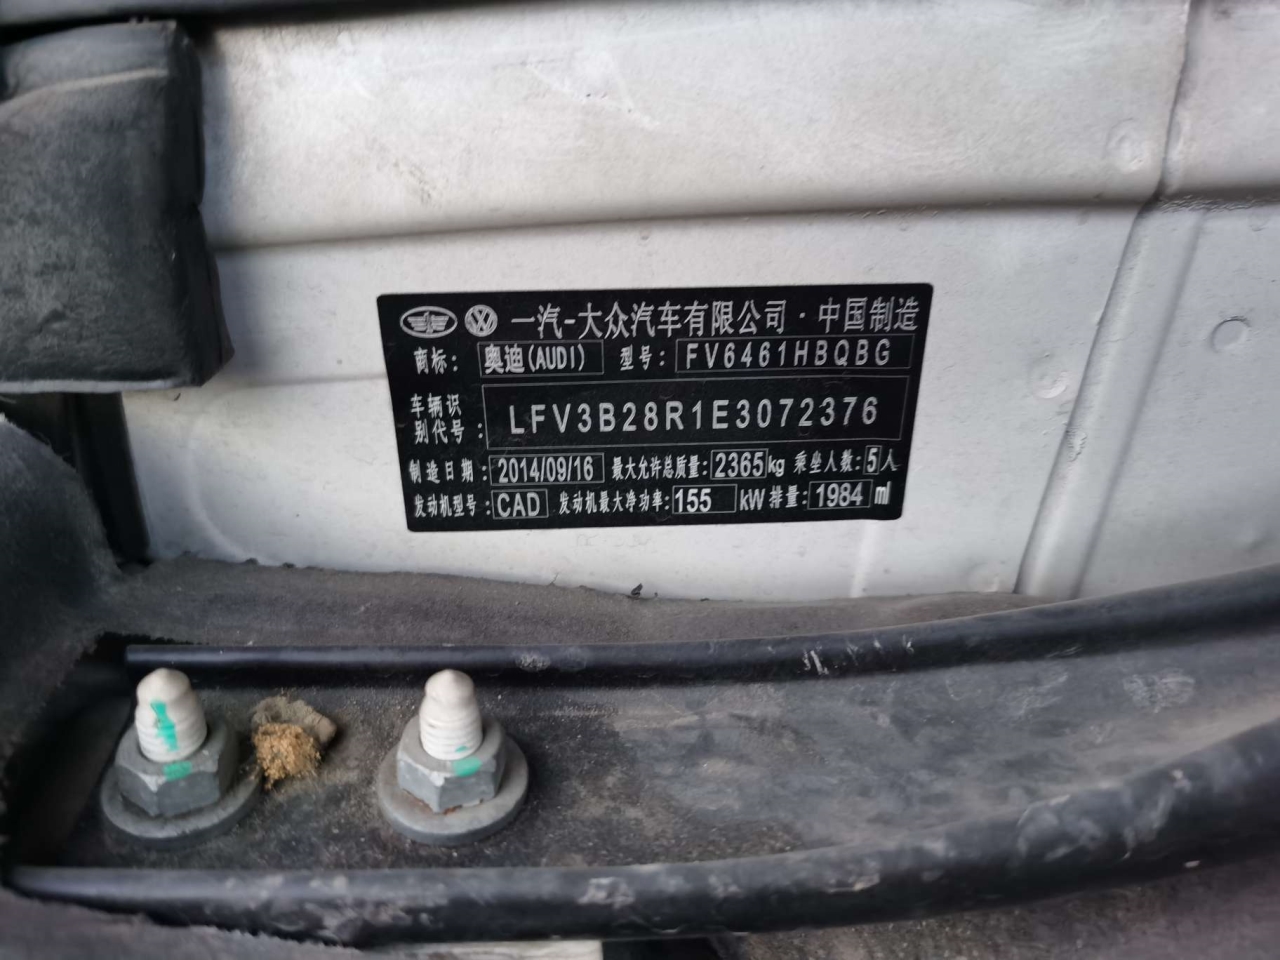 一汽-大众汽车有限公司·中国制造
商标: 奥迪(AUDI) 型号: FV6461HBQBG
车辆识别代号: LFV3B28R1E3072376
制造日期: 2014/09/16 最大允许总质量: 2365kg 乘坐人数: 5人
发动机型号: CAD 发动机最大净功率: 155 kW 排量: 1984 ml